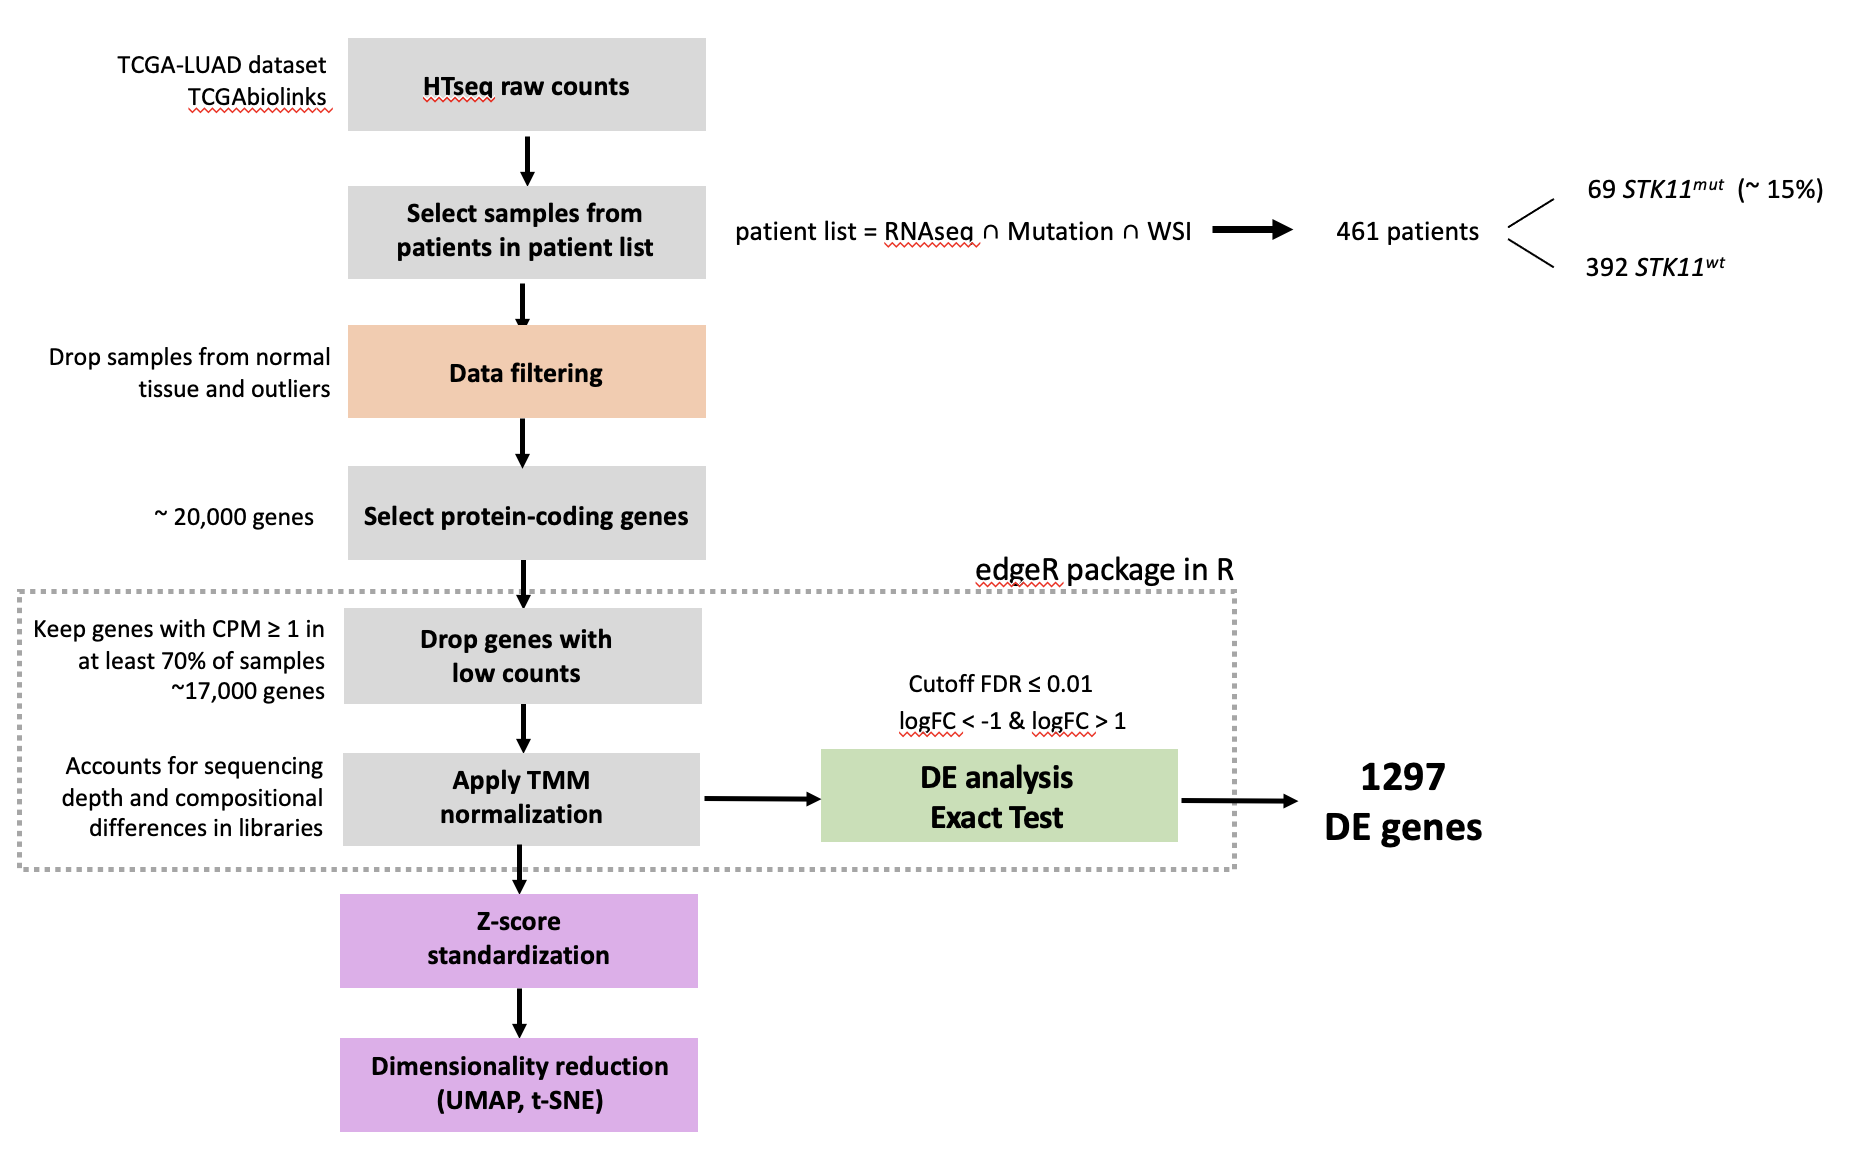 TCGA-LUAD dataset
TCGAbiolinks
HTseq raw counts
Select samples from
patients in patient list
patient list = RNAseq ∩ Mutation ∩ WSI
461 patients
69 STK11ᵐᵘᵗ (~ 15%)
392 STK11ʷᵗ
Drop samples from normal
tissue and outliers
Data filtering
~ 20,000 genes
Select protein-coding genes
edgeR package in R
Keep genes with CPM ≥ 1 in
at least 70% of samples
~17,000 genes
Drop genes with
low counts
Accounts for sequencing
depth and compositional
differences in libraries
Apply TMM
normalization
Cutoff FDR ≤ 0.01
logFC < -1 & logFC > 1
DE analysis
Exact Test
1297
DE genes
Z-score
standardization
Dimensionality reduction
(UMAP, t-SNE)